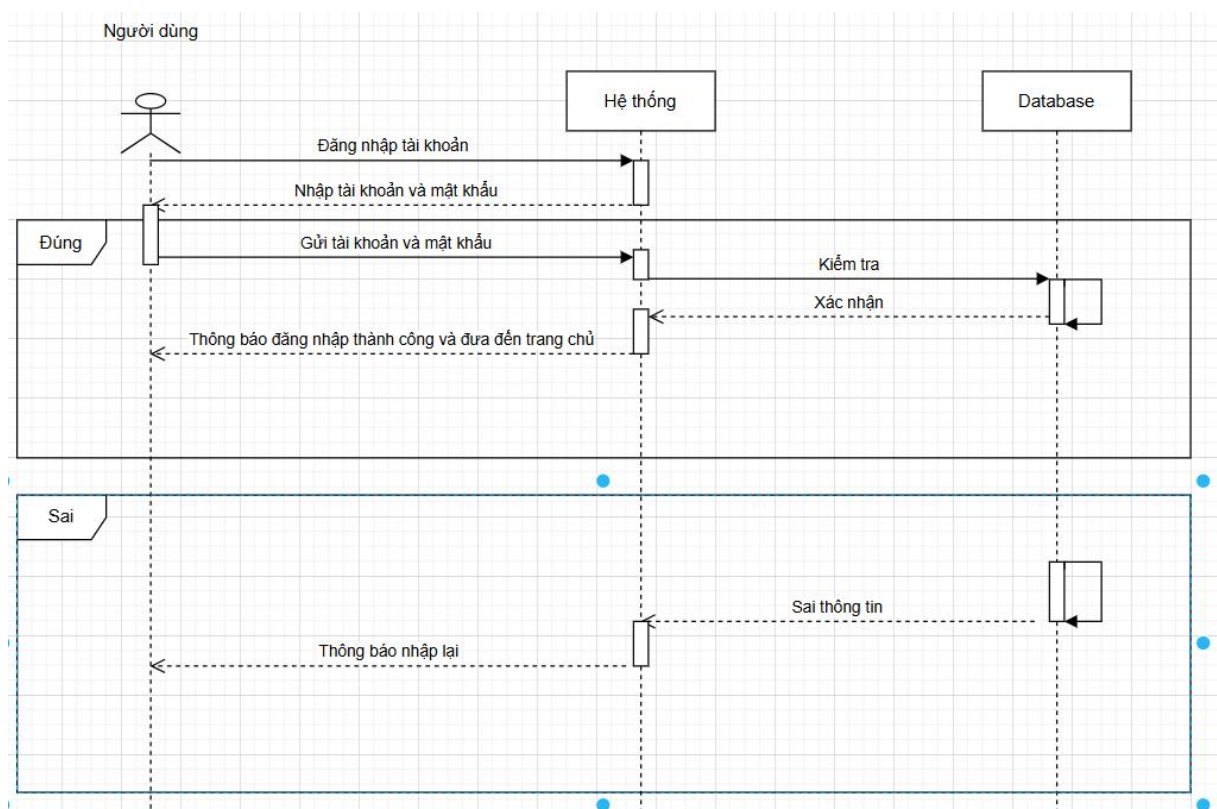 Người dùng
Hệ thống
Database
Đăng nhập tài khoản
Nhập tài khoản và mật khẩu
Đúng
Gửi tài khoản và mật khẩu
Kiểm tra
Xác nhận
Thông báo đăng nhập thành công và đưa đến trang chủ
Sai
Sai thông tin
Thông báo nhập lại